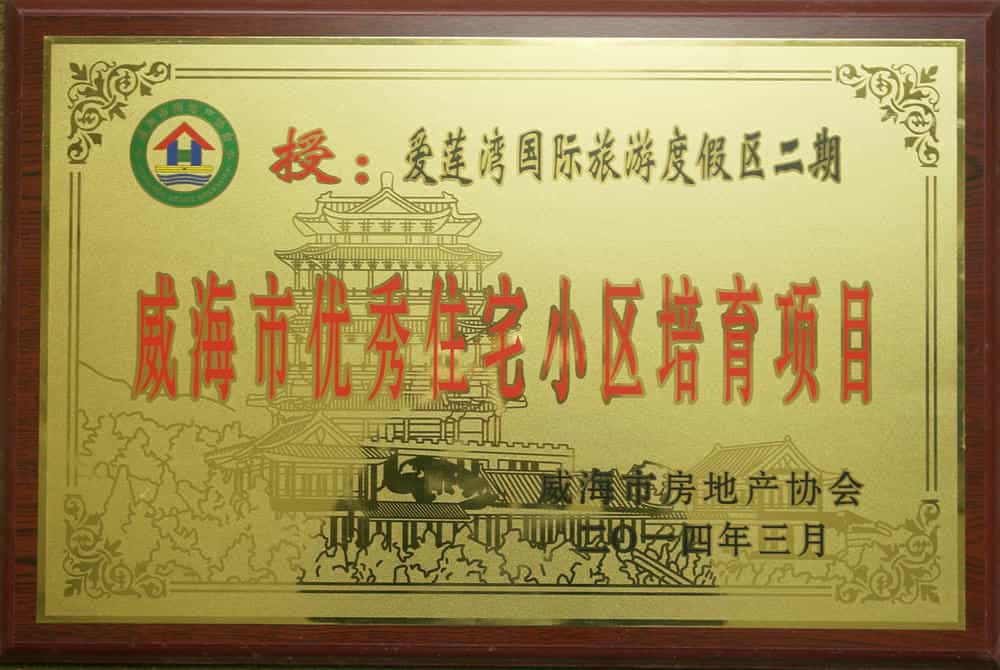 授：爱莲湾国际旅游度假区二期
威海市优秀住宅小区培育项目
威海市房地产协会
二〇一四年三月